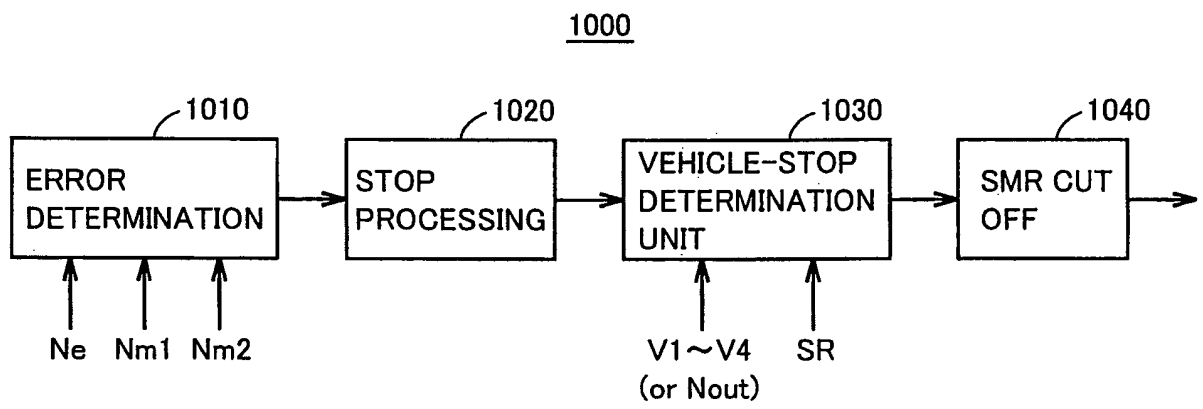 1000
1010
1020
1030
1040
ERROR
DETERMINATION
STOP
PROCESSING
VEHICLE-STOP
DETERMINATION
UNIT
SMR CUT
OFF
Ne
Nm1
Nm2
V1～V4
(or Nout)
SR